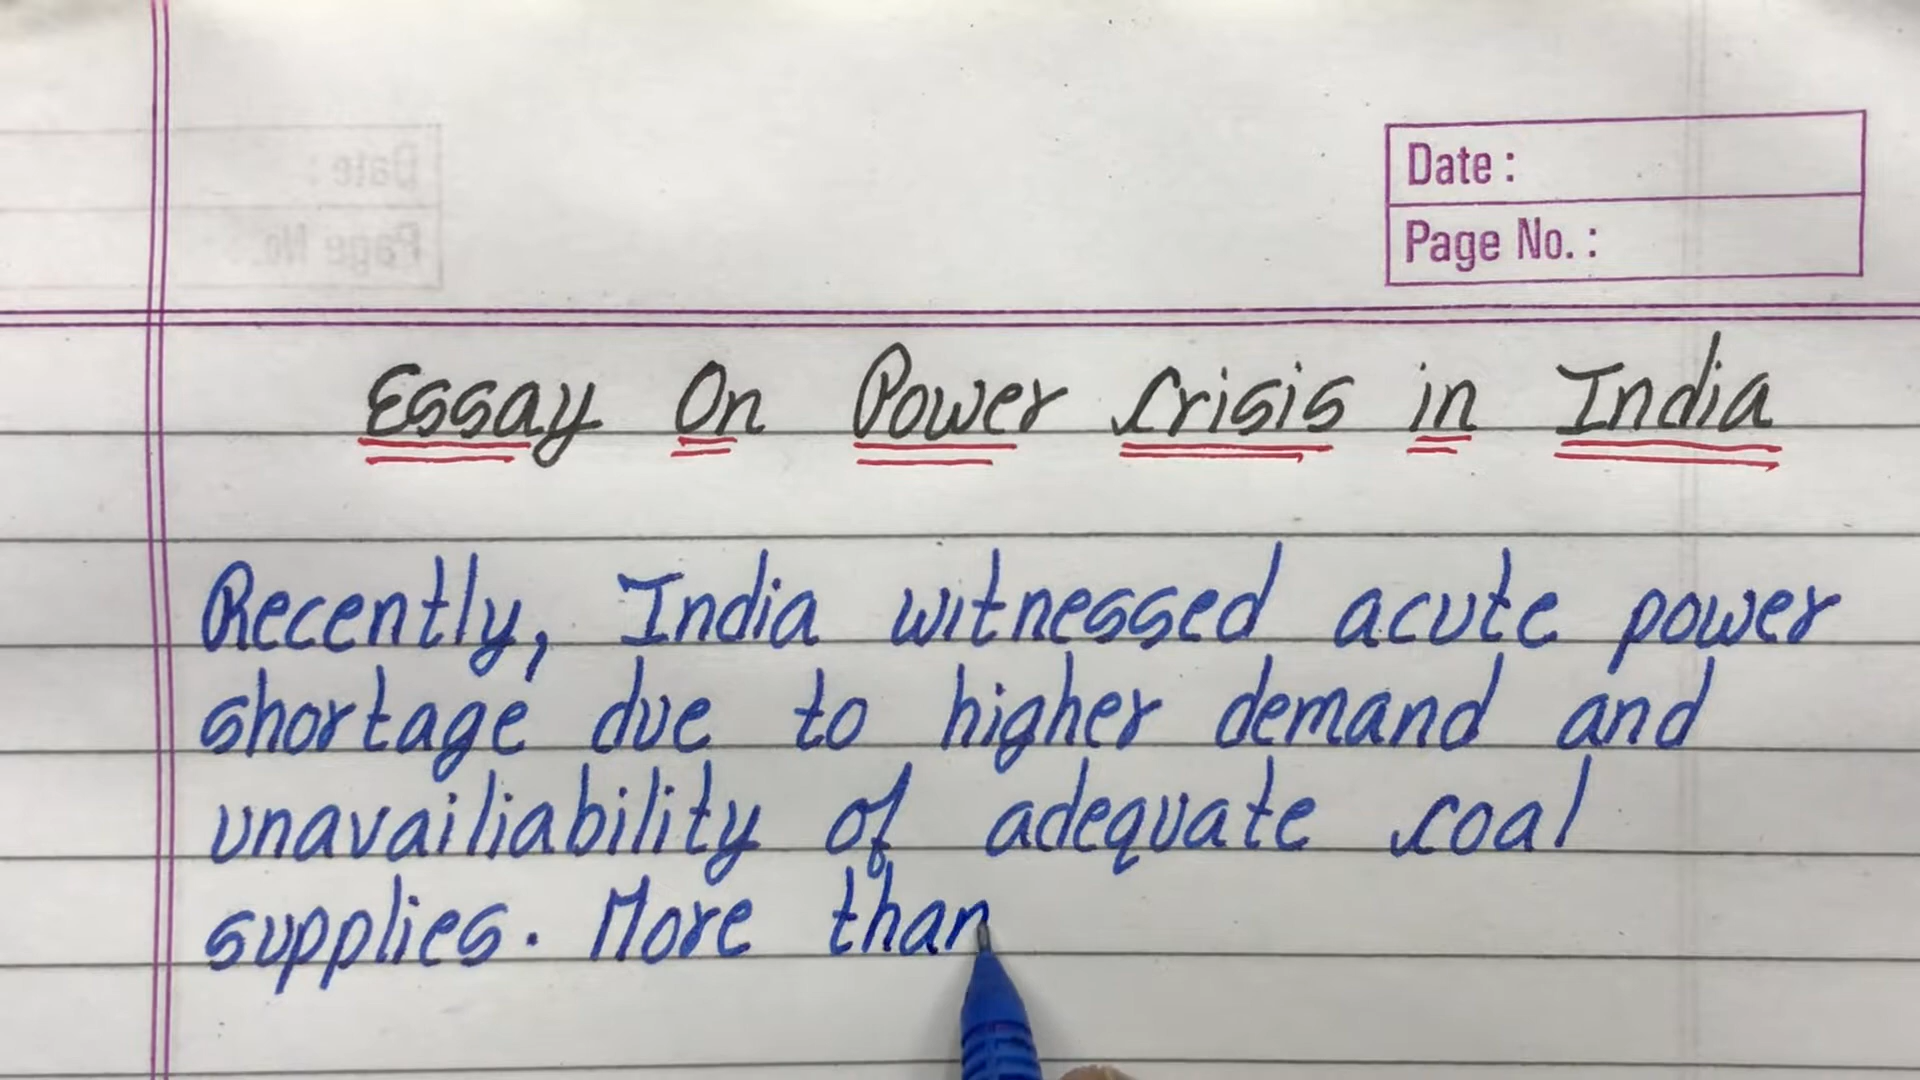 Date :
Page No. :
Essay On Power Crisis in India
Recently, India witnessed acute power
shortage due to higher demand and
unavailiability of adequate coal
supplies. More than